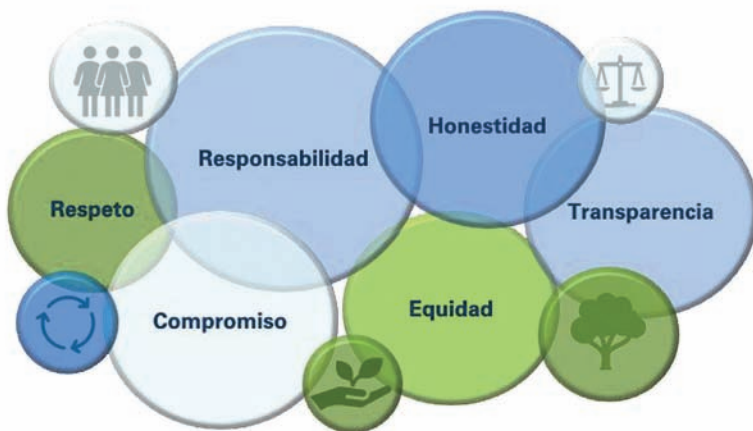 Honestidad
Responsabilidad
Respeto
Transparencia
Equidad
Compromiso